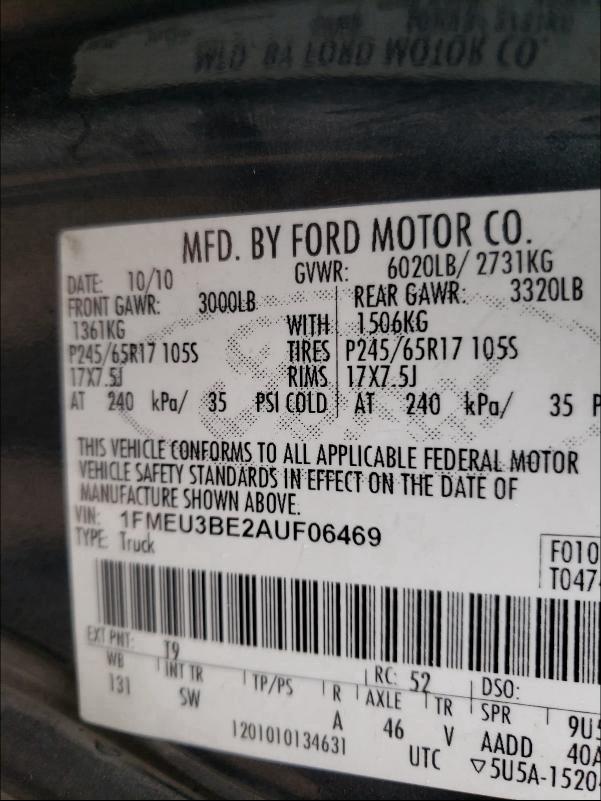 MFD. BY FORD MOTOR CO.
MFD. BY FORD MOTOR CO.
DATE: 10/10 GVWR: 6020LB/ 2731KG
FRONT GAWR: 3000LB REAR GAWR: 3320LB
1361KG WITH 1506KG
P245/65R17 105S TIRES P245/65R17 105S
17X7.5J RIMS 17X7.5J
AT 240 kPa/ 35 PSI COLD AT 240 kPa/ 35 P
THIS VEHICLE CONFORMS TO ALL APPLICABLE FEDERAL MOTOR
VEHICLE SAFETY STANDARDS IN EFFECT ON THE DATE OF
MANUFACTURE SHOWN ABOVE.
VIN: 1FMEU3BE2AUF06469
TYPE: Truck
F010
T047
EXT PNT: T9 RC: 52 DSO:
WB INT TR TP/PS R AXLE TR SPR 9U5
131 SW A 46 V AADD 40A
1201010134631 UTC ▽5U5A-1520